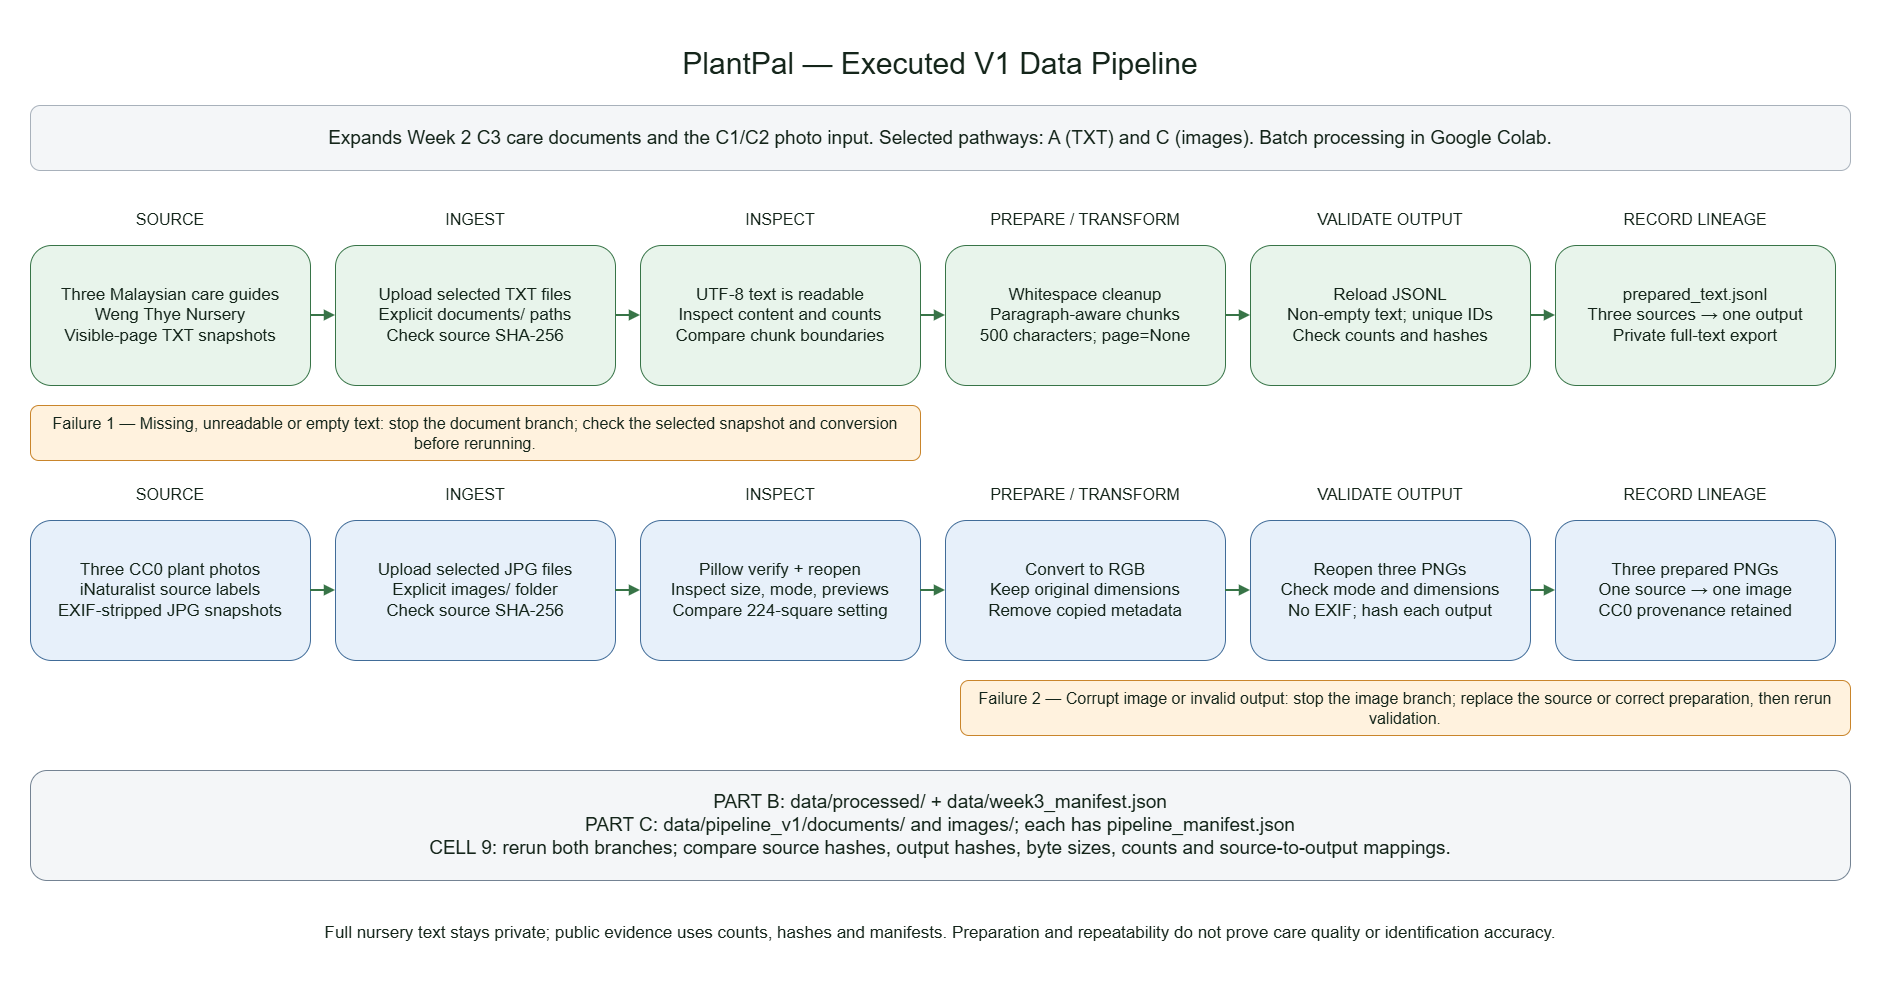 PlantPal — Executed V1 Data Pipeline
Expands Week 2 C3 care documents and the C1/C2 photo input. Selected pathways: A (TXT) and C (images). Batch processing in Google Colab.
SOURCE
INGEST
INSPECT
PREPARE / TRANSFORM
VALIDATE OUTPUT
RECORD LINEAGE
Three Malaysian care guides
Weng Thye Nursery
Visible-page TXT snapshots
Upload selected TXT files
Explicit documents/ paths
Check source SHA-256
UTF-8 text is readable
Inspect content and counts
Compare chunk boundaries
Whitespace cleanup
Paragraph-aware chunks
500 characters; page=None
Reload JSONL
Non-empty text; unique IDs
Check counts and hashes
prepared_text.jsonl
Three sources → one output
Private full-text export
Failure 1 — Missing, unreadable or empty text: stop the document branch; check the selected snapshot and conversion
before rerunning.
SOURCE
INGEST
INSPECT
PREPARE / TRANSFORM
VALIDATE OUTPUT
RECORD LINEAGE
Three CC0 plant photos
iNaturalist source labels
EXIF-stripped JPG snapshots
Upload selected JPG files
Explicit images/ folder
Check source SHA-256
Pillow verify + reopen
Inspect size, mode, previews
Compare 224-square setting
Convert to RGB
Keep original dimensions
Remove copied metadata
Reopen three PNGs
Check mode and dimensions
No EXIF; hash each output
Three prepared PNGs
One source → one image
CC0 provenance retained
Failure 2 — Corrupt image or invalid output: stop the image branch; replace the source or correct preparation, then rerun
validation.
PART B: data/processed/ + data/week3_manifest.json
PART C: data/pipeline_v1/documents/ and images/; each has pipeline_manifest.json
CELL 9: rerun both branches; compare source hashes, output hashes, byte sizes, counts and source-to-output mappings.
Full nursery text stays private; public evidence uses counts, hashes and manifests. Preparation and repeatability do not prove care quality or identification accuracy.